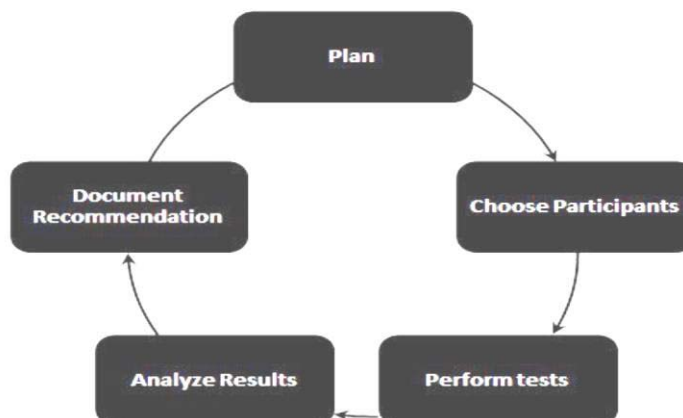 Plan
Choose Participants
Perform tests
Analyze Results
Document
Recommendation